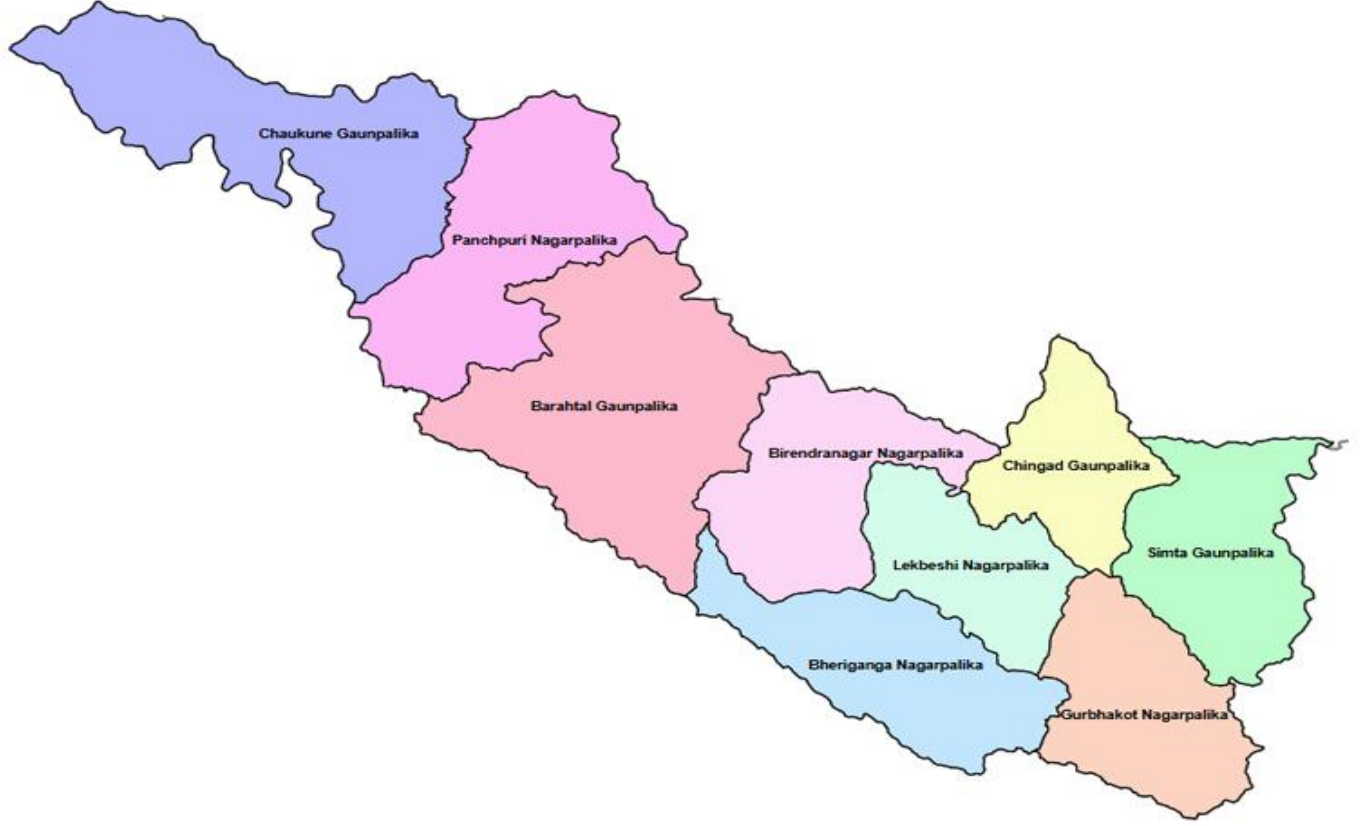 Chaukune Gaunpalika
Panchpuri Nagarpalika
Barahtal Gaunpalika
Birendranagar Nagarpalika
Chingad Gaunpalika
Simta Gaunpalika
Lekbeshi Nagarpalika
Bheriganga Nagarpalika
Gurbhakot Nagarpalika